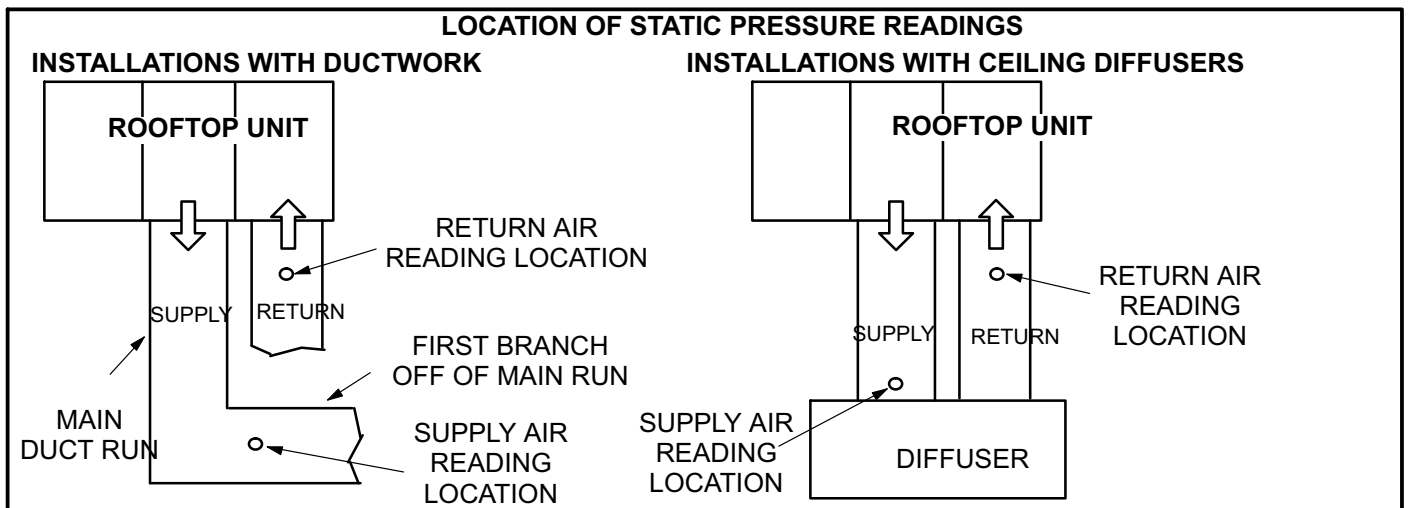 LOCATION OF STATIC PRESSURE READINGS
INSTALLATIONS WITH DUCTWORK
ROOFTOP UNIT
RETURN AIR
READING LOCATION
SUPPLY
RETURN
FIRST BRANCH
OFF OF MAIN RUN
MAIN
DUCT RUN
SUPPLY AIR
READING
LOCATION
INSTALLATIONS WITH CEILING DIFFUSERS
ROOFTOP UNIT
RETURN AIR
READING
LOCATION
SUPPLY
RETURN
SUPPLY AIR
READING
LOCATION
DIFFUSER